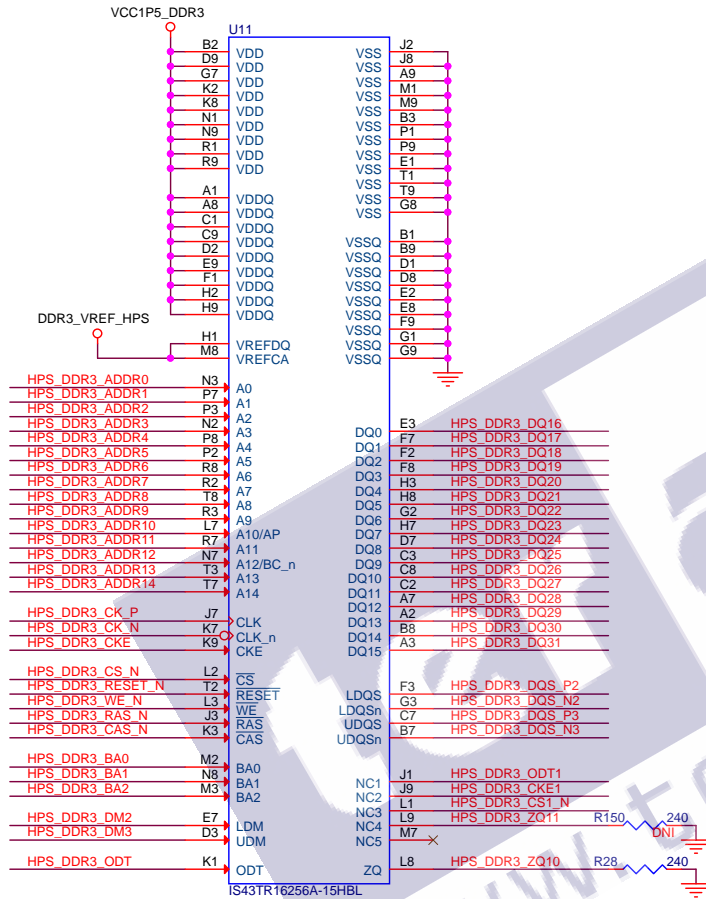 VCC1P5_DDR3
U11
B2 VDD VSS J2
D9 VDD VSS J8
G7 VDD VSS A9
K2 VDD VSS M1
K8 VDD VSS M9
N1 VDD VSS B3
N9 VDD VSS P1
R1 VDD VSS P9
R9 VDD VSS E1
VSS T1
A1 VDDQ VSS T9
A8 VDDQ VSS G8
C1 VDDQ
C9 VDDQ VSSQ B1
D2 VDDQ VSSQ B9
E9 VDDQ VSSQ D1
F1 VDDQ VSSQ D8
H2 VDDQ VSSQ E2
H9 VDDQ VSSQ E8
DDR3_VREF_HPS VSSQ F9
H1 VREFDQ VSSQ G1
M8 VREFCA VSSQ G9
HPS_DDR3_ADDR0 N3 A0
HPS_DDR3_ADDR1 P7 A1
HPS_DDR3_ADDR2 P3 A2
HPS_DDR3_ADDR3 N2 A3 DQ0 E3 HPS_DDR3_DQ16
HPS_DDR3_ADDR4 P8 A4 DQ1 F7 HPS_DDR3_DQ17
HPS_DDR3_ADDR5 P2 A5 DQ2 F2 HPS_DDR3_DQ18
HPS_DDR3_ADDR6 R8 A6 DQ3 F8 HPS_DDR3_DQ19
HPS_DDR3_ADDR7 R2 A7 DQ4 H3 HPS_DDR3_DQ20
HPS_DDR3_ADDR8 T8 A8 DQ5 H8 HPS_DDR3_DQ21
HPS_DDR3_ADDR9 R3 A9 DQ6 G2 HPS_DDR3_DQ22
HPS_DDR3_ADDR10 L7 A10/AP DQ7 H7 HPS_DDR3_DQ23
HPS_DDR3_ADDR11 R7 A11 DQ8 D7 HPS_DDR3_DQ24
HPS_DDR3_ADDR12 N7 A12/BC_n DQ9 C3 HPS_DDR3_DQ25
HPS_DDR3_ADDR13 T3 A13 DQ10 C8 HPS_DDR3_DQ26
HPS_DDR3_ADDR14 T7 A14 DQ11 C2 HPS_DDR3_DQ27
DQ12 A7 HPS_DDR3_DQ28
HPS_DDR3_CK_P J7 CLK DQ13 A2 HPS_DDR3_DQ29
HPS_DDR3_CK_N K7 CLK_n DQ14 B8 HPS_DDR3_DQ30
HPS_DDR3_CKE K9 CKE DQ15 A3 HPS_DDR3_DQ31
HPS_DDR3_CS_N L2 CS
HPS_DDR3_RESET_N T2 RESET LDQS F3 HPS_DDR3_DQS_P2
HPS_DDR3_WE_N L3 WE LDQSn G3 HPS_DDR3_DQS_N2
HPS_DDR3_RAS_N J3 RAS UDQS C7 HPS_DDR3_DQS_P3
HPS_DDR3_CAS_N K3 CAS UDQSn B7 HPS_DDR3_DQS_N3
HPS_DDR3_BA0 M2 BA0
HPS_DDR3_BA1 N8 BA1 NC1 J1 HPS_DDR3_ODT1
HPS_DDR3_BA2 M3 BA2 NC2 J9 HPS_DDR3_CKE1
NC3 L1 HPS_DDR3_CS1_N
HPS_DDR3_DM2 E7 LDM NC4 L9 HPS_DDR3_ZQ11 R150 240
HPS_DDR3_DM3 D3 UDM NC5 M7 DNI
HPS_DDR3_ODT K1 ODT ZQ L8 HPS_DDR3_ZQ10 R28 240
IS43TR16256A-15HBL